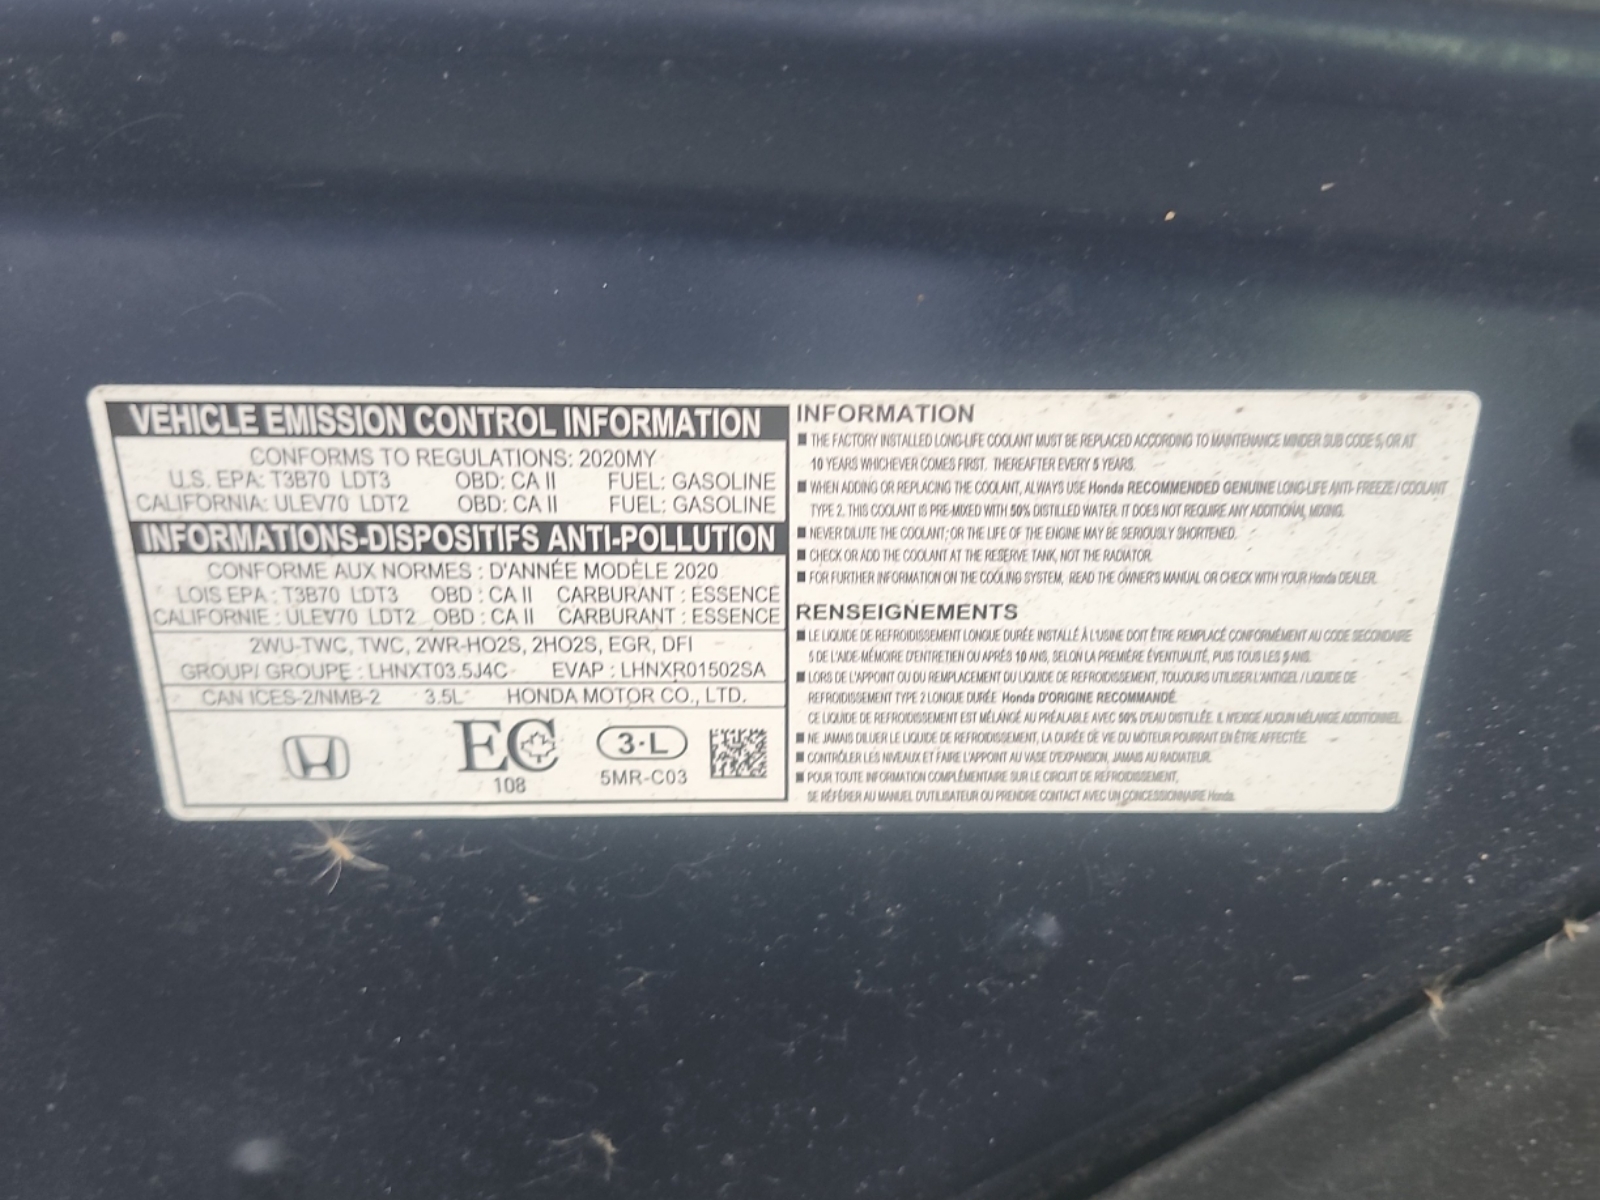 VEHICLE EMISSION CONTROL INFORMATION
CONFORMS TO REGULATIONS: 2020MY
U.S. EPA: T3B70 LDT3 OBD: CA II FUEL: GASOLINE
CALIFORNIA: ULEV70 LDT2 OBD: CA II FUEL: GASOLINE
INFORMATIONS-DISPOSITIFS ANTI-POLLUTION
CONFORME AUX NORMES : D'ANNÉE MODÈLE 2020
LOIS EPA : T3B70 LDT3 OBD : CA II CARBURANT : ESSENCE
CALIFORNIE : ULEV70 LDT2 OBD : CA II CARBURANT : ESSENCE
2WU-TWC, TWC, 2WR-HO2S, 2HO2S, EGR, DFI
GROUP/ GROUPE : LHNXT03.5J4C EVAP : LHNXR01502SA
CAN ICES-2/NMB-2 3.5L HONDA MOTOR CO., LTD.
EC
108
3-L
5MR-C03
INFORMATION
■ THE FACTORY INSTALLED LONG-LIFE COOLANT MUST BE REPLACED ACCORDING TO MAINTENANCE MINDER SUB CODE 5, OR AT
10 YEARS WHICHEVER COMES FIRST. THEREAFTER EVERY 5 YEARS.
■ WHEN ADDING OR REPLACING THE COOLANT, ALWAYS USE Honda RECOMMENDED GENUINE LONG-LIFE ANTI- FREEZE / COOLANT
TYPE 2. THIS COOLANT IS PRE-MIXED WITH 50% DISTILLED WATER. IT DOES NOT REQUIRE ANY ADDITIONAL MIXING.
■ NEVER DILUTE THE COOLANT; OR THE LIFE OF THE ENGINE MAY BE SERIOUSLY SHORTENED.
■ CHECK OR ADD THE COOLANT AT THE RESERVE TANK, NOT THE RADIATOR.
■ FOR FURTHER INFORMATION ON THE COOLING SYSTEM, READ THE OWNER'S MANUAL OR CHECK WITH YOUR Honda DEALER.
RENSEIGNEMENTS
■ LE LIQUIDE DE REFROIDISSEMENT LONGUE DURÉE INSTALLÉ À L'USINE DOIT ÊTRE REMPLACÉ CONFORMÉMENT AU CODE SECONDAIRE
5 DE L'AIDE-MÉMOIRE D'ENTRETIEN OU APRÈS 10 ANS, SELON LA PREMIÈRE ÉVENTUALITÉ, PUIS TOUS LES 5 ANS.
■ LORS DE L'APPOINT OU DU REMPLACEMENT DU LIQUIDE DE REFROIDISSEMENT, TOUJOURS UTILISER L'ANTIGEL / LIQUIDE DE
REFROIDISSEMENT TYPE 2 LONGUE DURÉE Honda D'ORIGINE RECOMMANDÉ.
CE LIQUIDE DE REFROIDISSEMENT EST MÉLANGÉ AU PRÉALABLE AVEC 50% D'EAU DISTILLÉE. IL N'EXIGE AUCUN MÉLANGE ADDITIONNEL.
■ NE JAMAIS DILUER LE LIQUIDE DE REFROIDISSEMENT, LA DURÉE DE VIE DU MOTEUR POURRAIT EN ÊTRE AFFECTÉE.
■ CONTRÔLER LES NIVEAUX ET FAIRE L'APPOINT AU VASE D'EXPANSION, JAMAIS AU RADIATEUR.
■ POUR TOUTE INFORMATION COMPLÉMENTAIRE SUR LE CIRCUIT DE REFROIDISSEMENT,
SE RÉFÉRER AU MANUEL D'UTILISATEUR OU PRENDRE CONTACT AVEC UN CONCESSIONNAIRE Honda.